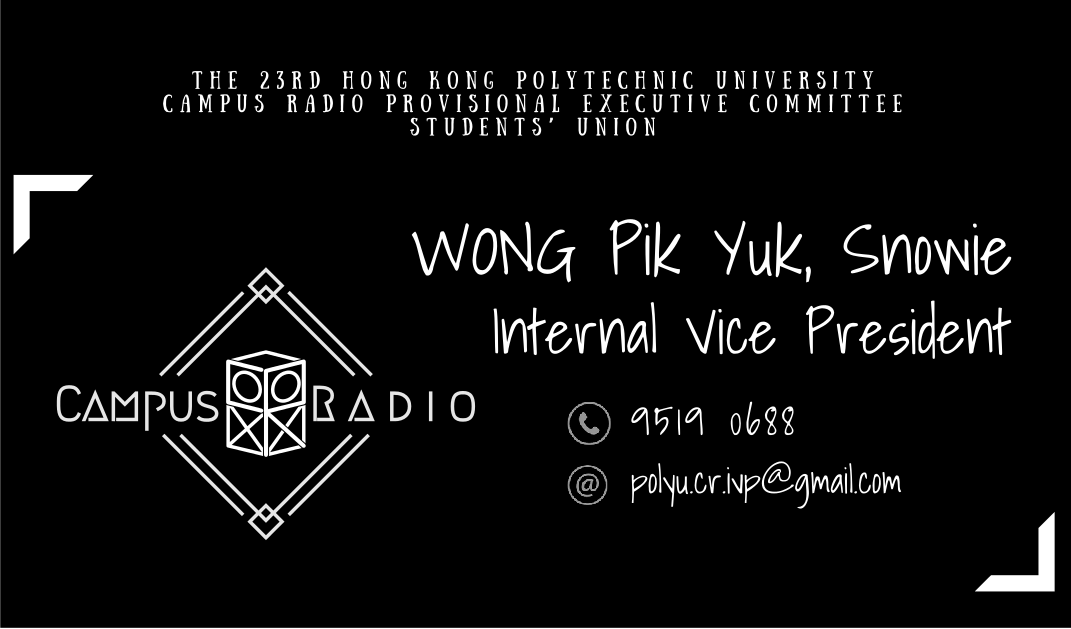 THE 23RD HONG KONG POLYTECHNIC UNIVERSITY
CAMPUS RADIO PROVISIONAL EXECUTIVE COMMITTEE
STUDENTS' UNION
WONG Pik Yuk, Snowie
Internal Vice President
CAMPUS RADIO
9519 0688
@ polyu.cr.ivp@gmail.com